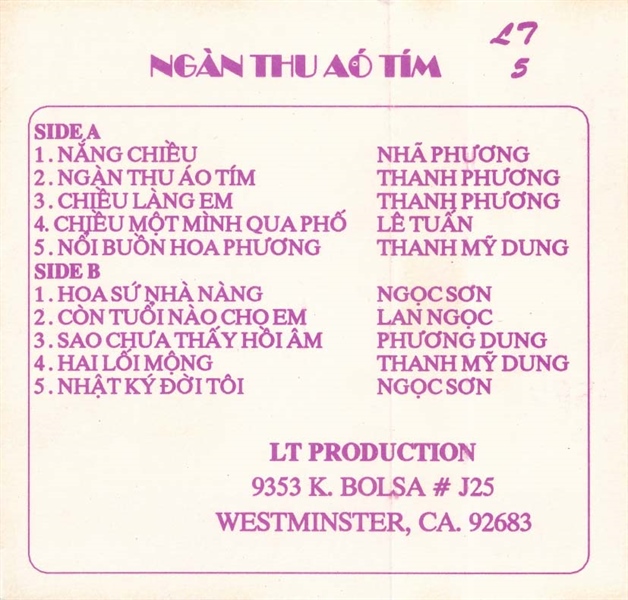 NGÀN THU AÓ TÍM
LT
5
SIDE A
1. NẮNG CHIỀU NHÃ PHƯƠNG
2. NGÀN THU ÁO TÍM THANH PHƯƠNG
3. CHIỀU LÀNG EM THANH PHƯƠNG
4. CHIỀU MỘT MÌNH QUA PHỐ LÊ TUẤN
5. NỔI BUỒN HOA PHƯƠNG THANH MỸ DUNG
SIDE B
1. HOA SỨ NHÀ NÀNG NGỌC SƠN
2. CÒN TUỔI NÀO CHO EM LAN NGỌC
3. SAO CHƯA THẤY HỒI ÂM PHƯƠNG DUNG
4. HAI LỐI MỘNG THANH MỸ DUNG
5. NHẬT KÝ ĐỜI TÔI NGỌC SƠN
LT PRODUCTION
9353 K. BOLSA # J25
WESTMINSTER, CA. 92683